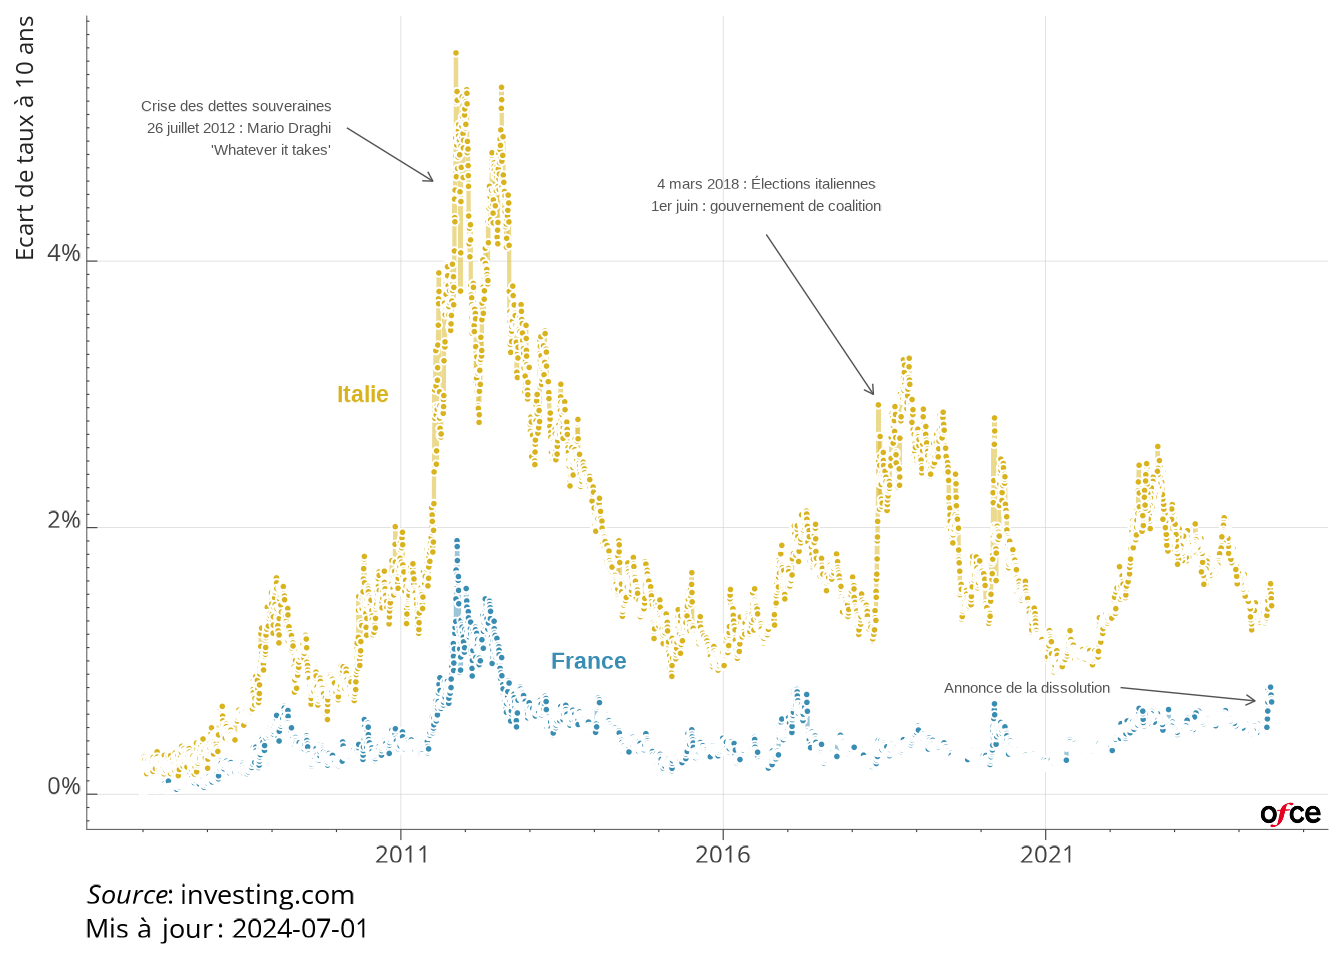 Ecart de taux à 10 ans
Crise des dettes souveraines
26 juillet 2012 : Mario Draghi
'Whatever it takes'
4 mars 2018 : Élections italiennes
1er juin : gouvernement de coalition
4%
Italie
2%
France
Annonce de la dissolution
0%
ofce
2011
2016
2021
Source: investing.com
Mis à jour : 2024-07-01